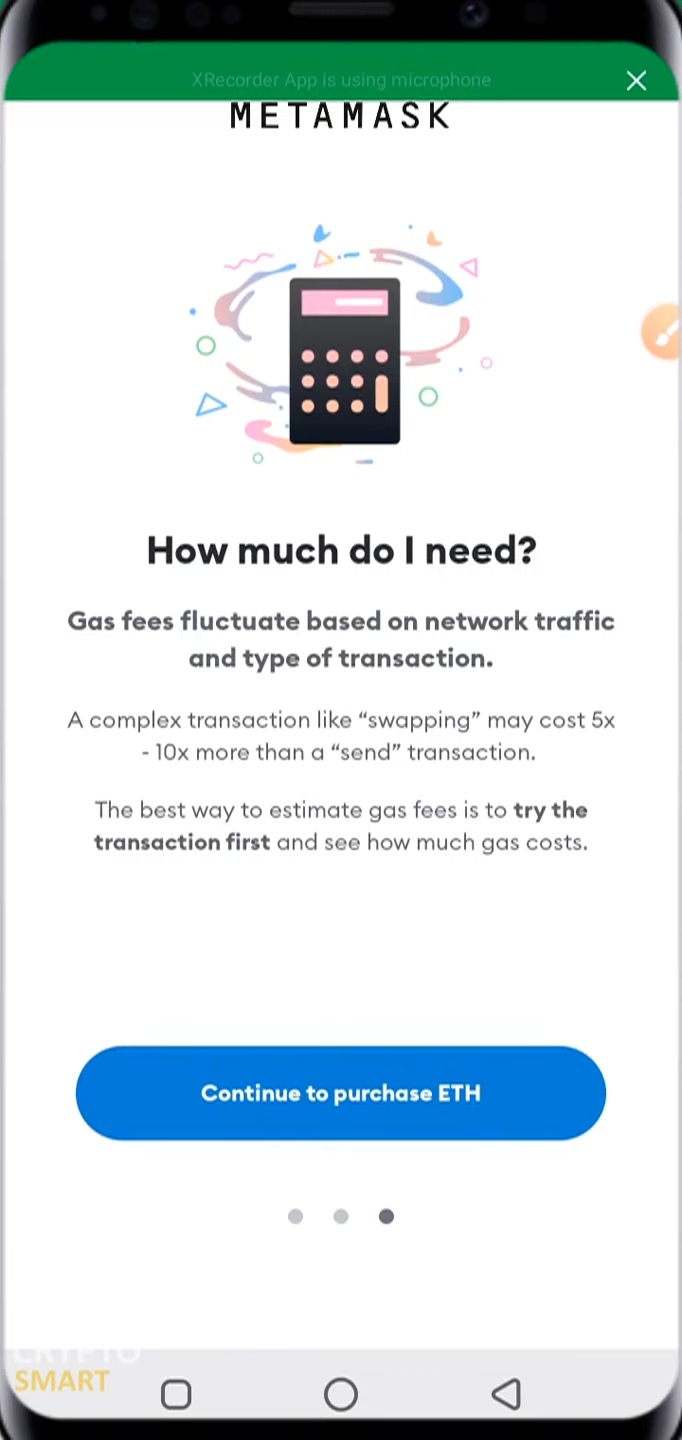 XRecorder App is using microphone
METAMASK
How much do I need?
Gas fees fluctuate based on network traffic
and type of transaction.
A complex transaction like “swapping” may cost 5x
- 10x more than a “send” transaction.
The best way to estimate gas fees is to try the
transaction first and see how much gas costs.
Continue to purchase ETH
CRYPTO
SMART